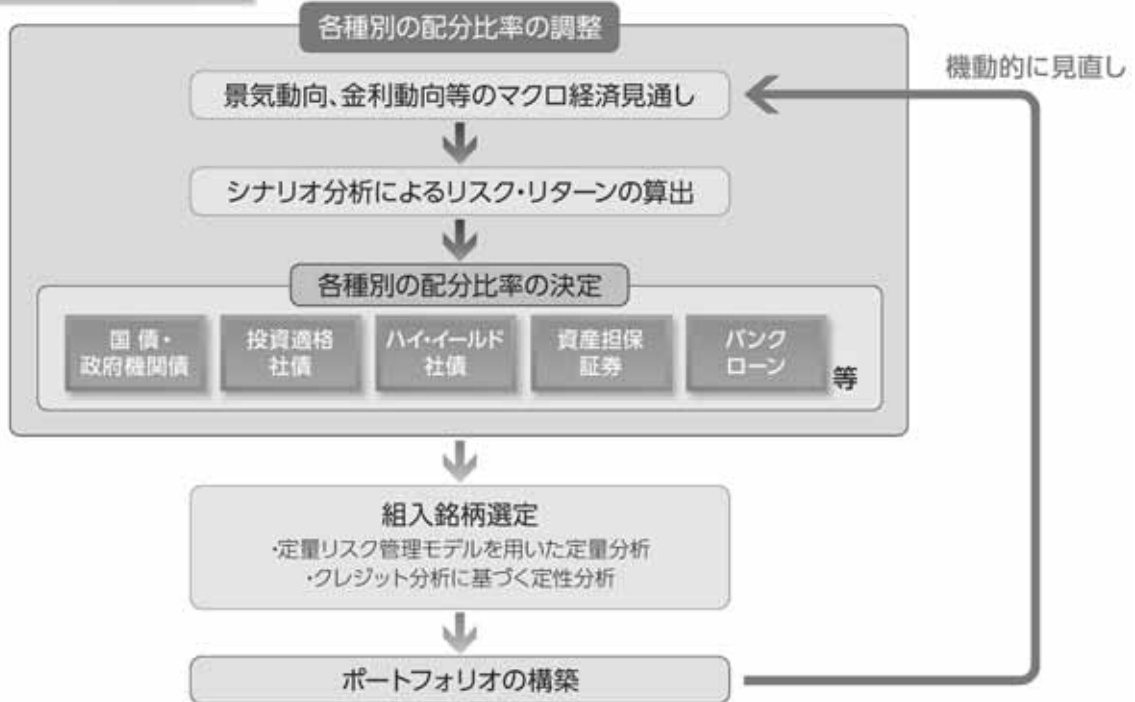 各種別の配分比率の調整
機動的に見直し
景気動向、金利動向等のマクロ経済見通し
シナリオ分析によるリスク・リターンの算出
各種別の配分比率の決定
国債・
政府機関債
投資適格
社債
ハイ・イールド
社債
資産担保
証券
バンク
ローン
等
組入銘柄選定
・定量リスク管理モデルを用いた定量分析
・クレジット分析に基づく定性分析
ポートフォリオの構築